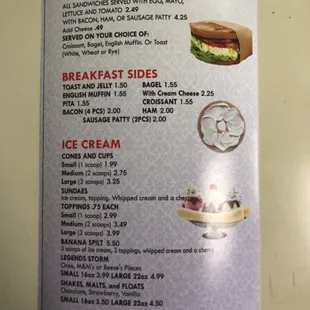 ALL SANDWICHES SERVED WITH EGG, MAYO,
LETTUCE AND TOMATO 2.49
WITH BACON, HAM, OR SAUSAGE PATTY 4.25
Add Cheese .49
SERVED ON YOUR CHOICE OF:
Croissant, Bagel, English Muffin, Or Toast
(White, Wheat or Rye)
BREAKFAST SIDES
TOAST AND JELLY 1.50 BAGEL 1.55
ENGLISH MUFFIN 1.55 With Cream Cheese 2.25
PITA 1.55 CROISSANT 1.55
BACON (4 PCS) 2.00 HAM 2.00
SAUSAGE PATTY (2PCS) 2.00
ICE CREAM
CONES AND CUPS
Small (1 scoop) 1.99
Medium (2 scoops) 2.75
Large (3 scoops) 3.25
SUNDAES
Ice cream, topping, Whipped cream and a cherry
TOPPINGS .75 EACH
Small (1 scoop) 2.99
Medium (2 scoops) 3.49
Large (3 scoops) 3.99
BANANA SPILT 5.50
3 scoops of ice cream, 3 toppings, whipped cream and a cherry
LEGENDS STORM
Oreo, M&M's or Reese's Pieces
SMALL 16oz 3.50 LARGE 22oz 4.99
SHAKES, MALTS, and FLOATS
Chocolate, Strawberry, Vanilla
SMALL 16oz 3.50 LARGE 22oz 4.50